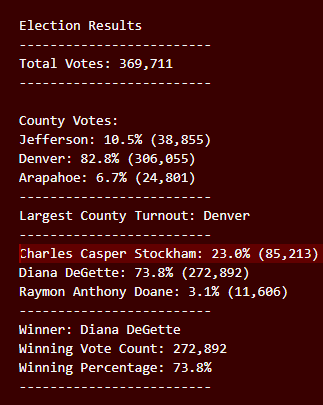 Election Results
-------------------------
Total Votes: 369,711
-------------------------
County Votes:
Jefferson: 10.5% (38,855)
Denver: 82.8% (306,055)
Arapahoe: 6.7% (24,801)
-------------------------
Largest County Turnout: Denver
-------------------------
Charles Casper Stockham: 23.0% (85,213)
Diana DeGette: 73.8% (272,892)
Raymon Anthony Doane: 3.1% (11,606)
-------------------------
Winner: Diana DeGette
Winning Vote Count: 272,892
Winning Percentage: 73.8%
-------------------------